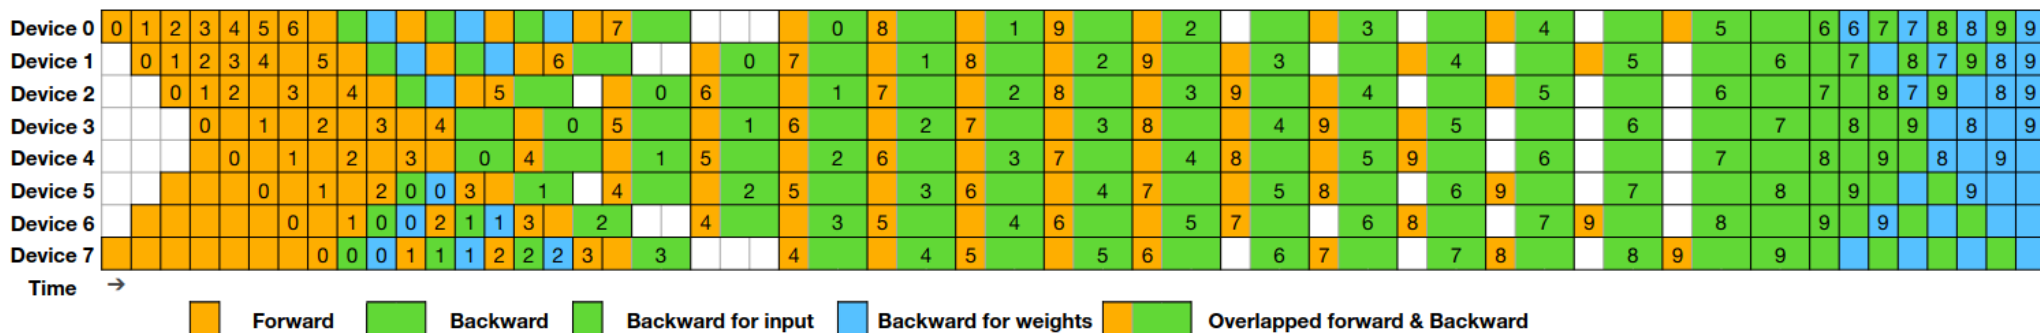 Device 0 0 1 2 3 4 5 6 7 0 8 1 9 2 3 4 5 6 6 7 7 8 8 9 9
Device 1 0 1 2 3 4 5 6 0 7 1 8 2 9 3 4 5 6 7 8 7 9 8 9
Device 2 0 1 2 3 4 5 0 6 1 7 2 8 3 9 4 5 6 7 8 7 9 8 9
Device 3 0 1 2 3 4 0 5 1 6 2 7 3 8 4 9 5 6 7 8 9 8 9
Device 4 0 1 2 3 0 4 1 5 2 6 3 7 4 8 5 9 6 7 8 9 8 9
Device 5 0 1 2 0 0 3 1 4 2 5 3 6 4 7 5 8 6 9 7 8 9 9
Device 6 0 1 0 0 2 1 1 3 2 4 3 5 4 6 5 7 6 8 7 9 8 9 9
Device 7 0 0 0 1 1 1 2 2 2 3 3 4 4 5 5 6 6 7 7 8 8 9 9
Time →
Forward Backward Backward for input Backward for weights Overlapped forward & Backward